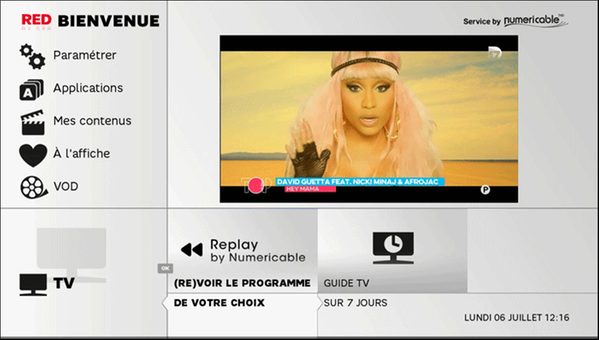 RED BIENVENUE
Service by numericable
Paramétrer
Applications
Mes contenus
À l'affiche
VOD
DAVID GUETTA FEAT. NICKI MINAJ & AFROJAC
HEY MAMA
P
TV
OK
Replay
by Numericable
(RE)VOIR LE PROGRAMME
DE VOTRE CHOIX
GUIDE TV
SUR 7 JOURS
LUNDI 06 JUILLET 12:16